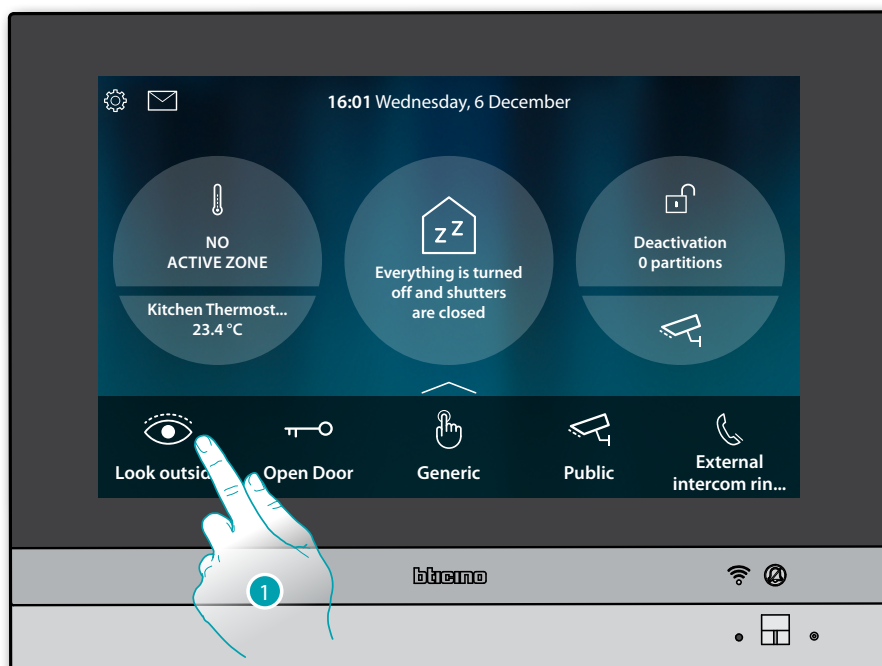 16:01 Wednesday, 6 December
NO
ACTIVE ZONE
Kitchen Thermost...
23.4 °C
z z
Everything is turned
off and shutters
are closed
Deactivation
0 partitions
Look outsid
Open Door
Generic
Public
External
intercom rin...
1
bticino